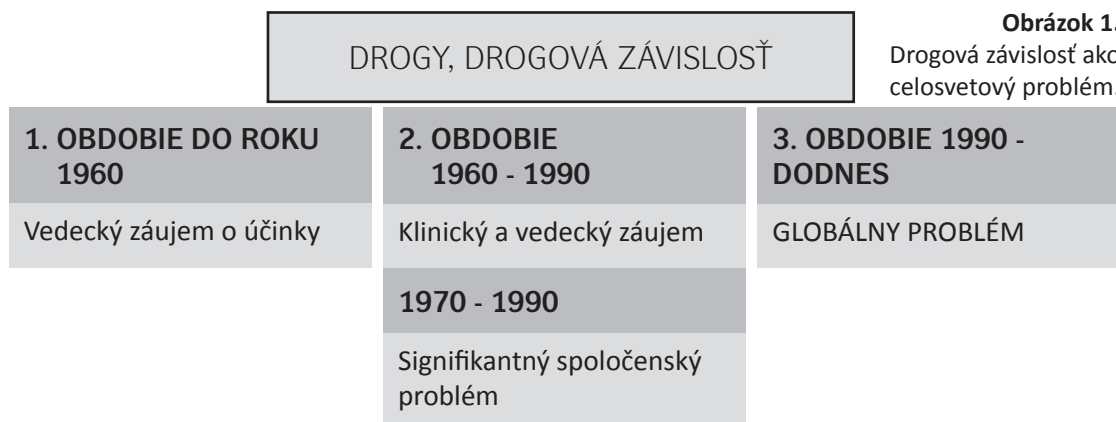 DROGY, DROGOVÁ ZÁVISLOSŤ
Obrázok 1.
Drogová závislosť ako
celosvetový problém.
1. OBDOBIE DO ROKU
1960
Vedecký záujem o účinky
2. OBDOBIE
1960 - 1990
Klinický a vedecký záujem
1970 - 1990
Signifikantný spoločenský
problém
3. OBDOBIE 1990 -
DODNES
GLOBÁLNY PROBLÉM